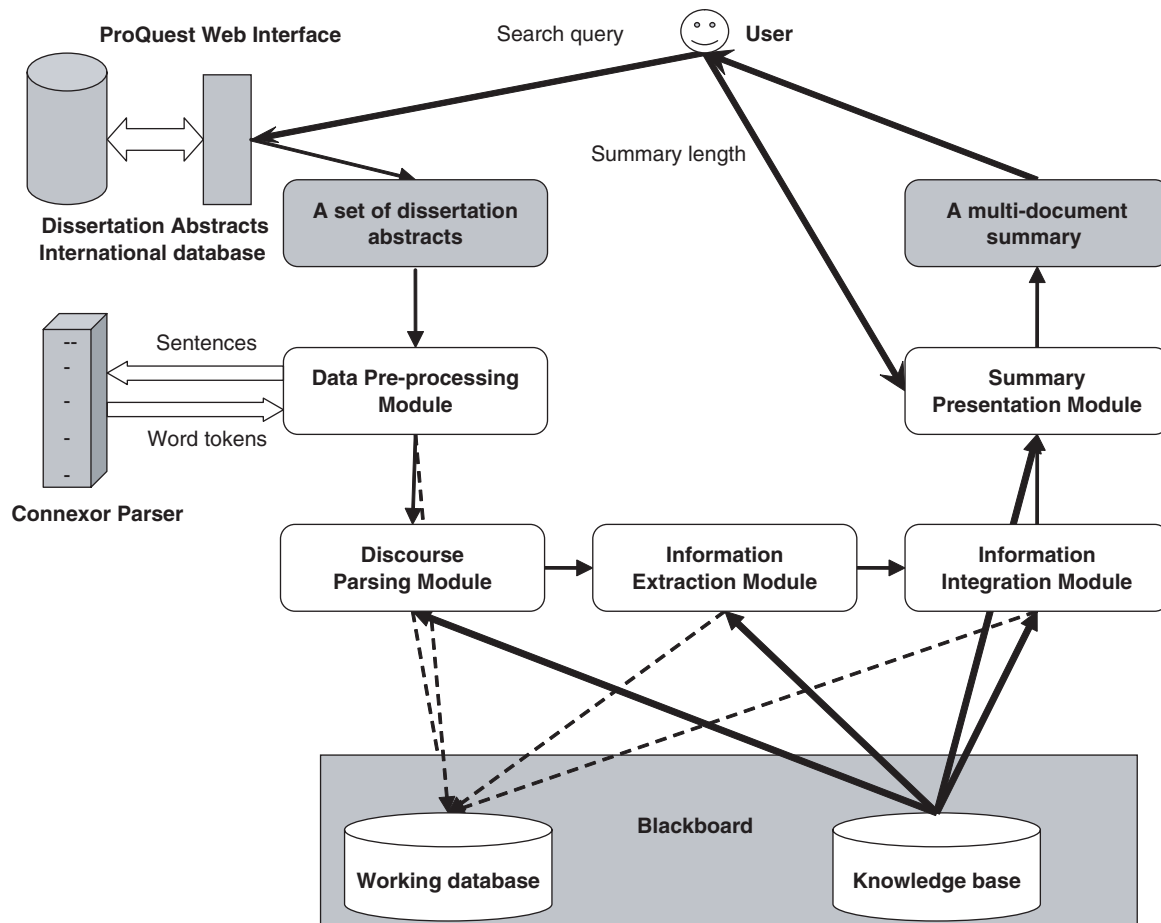 ProQuest Web Interface
Search query
User
Summary length
Dissertation Abstracts
International database
A set of dissertation
abstracts
A multi-document
summary
--
-
-
-
-
Sentences
Word tokens
Connexor Parser
Data Pre-processing
Module
Summary
Presentation Module
Discourse
Parsing Module
Information
Extraction Module
Information
Integration Module
Blackboard
Working database
Knowledge base